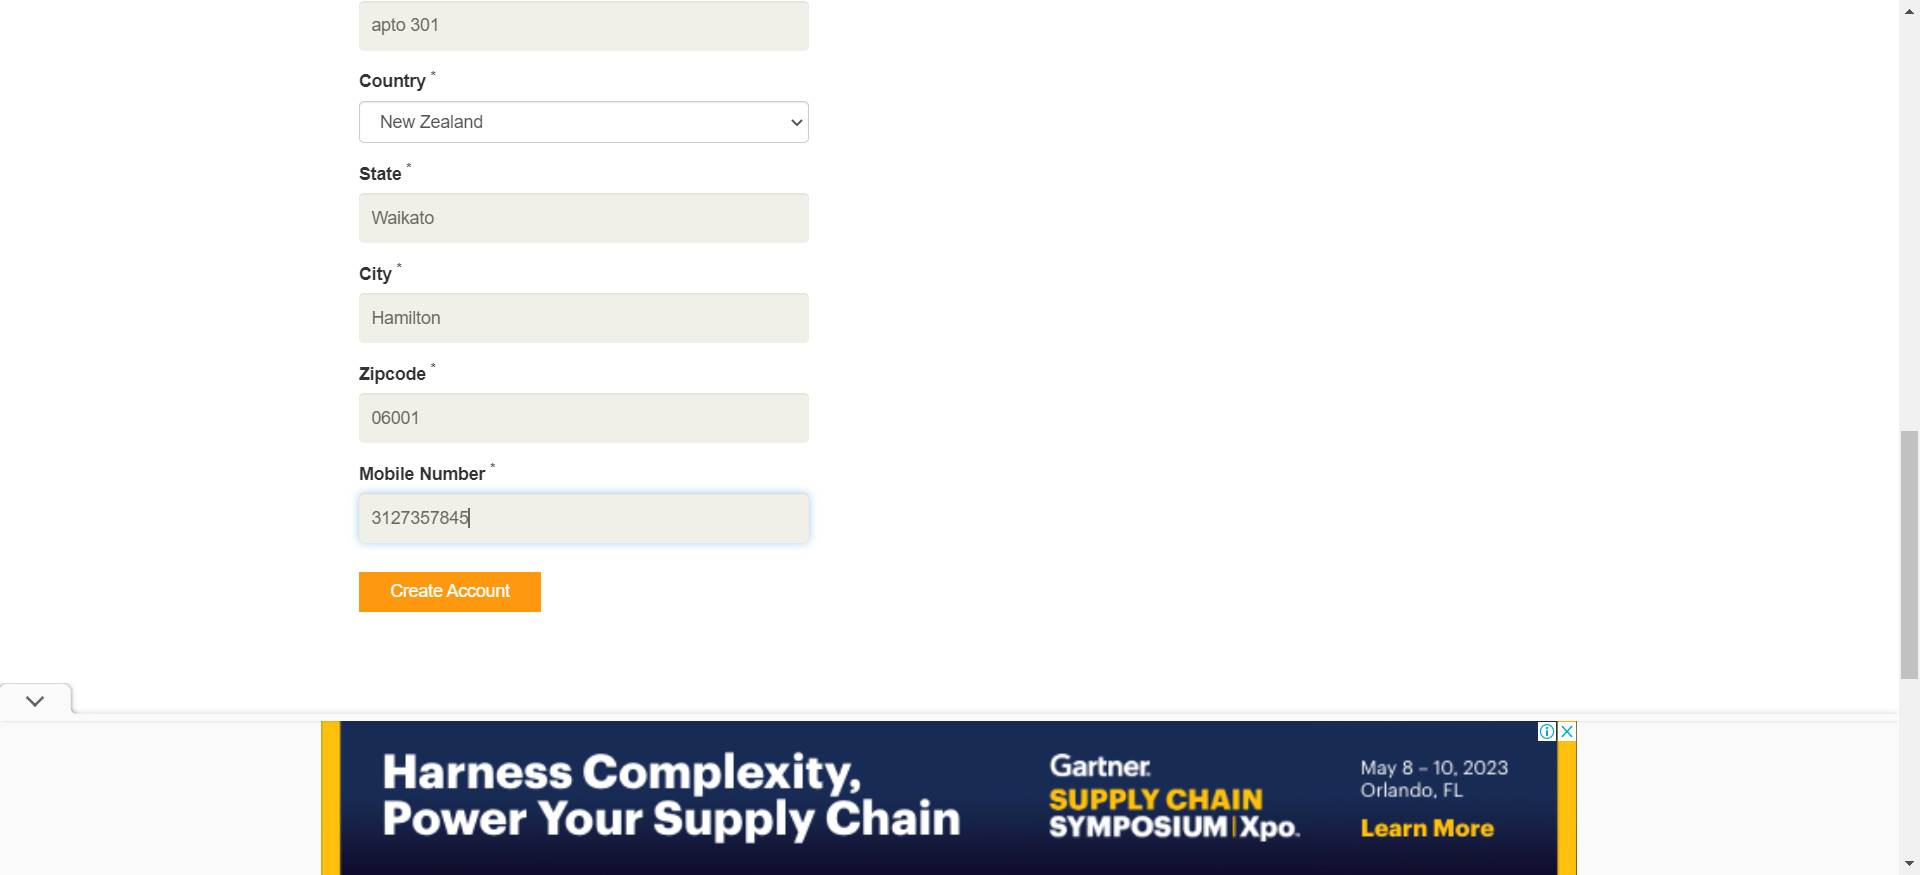 apto 301
Country *
New Zealand
State *
Waikato
City *
Hamilton
Zipcode *
06001
Mobile Number *
3127357845
Create Account
Harness Complexity,
Power Your Supply Chain
Gartner
SUPPLY CHAIN
SYMPOSIUM | Xpo.
May 8 – 10, 2023
Orlando, FL
Learn More